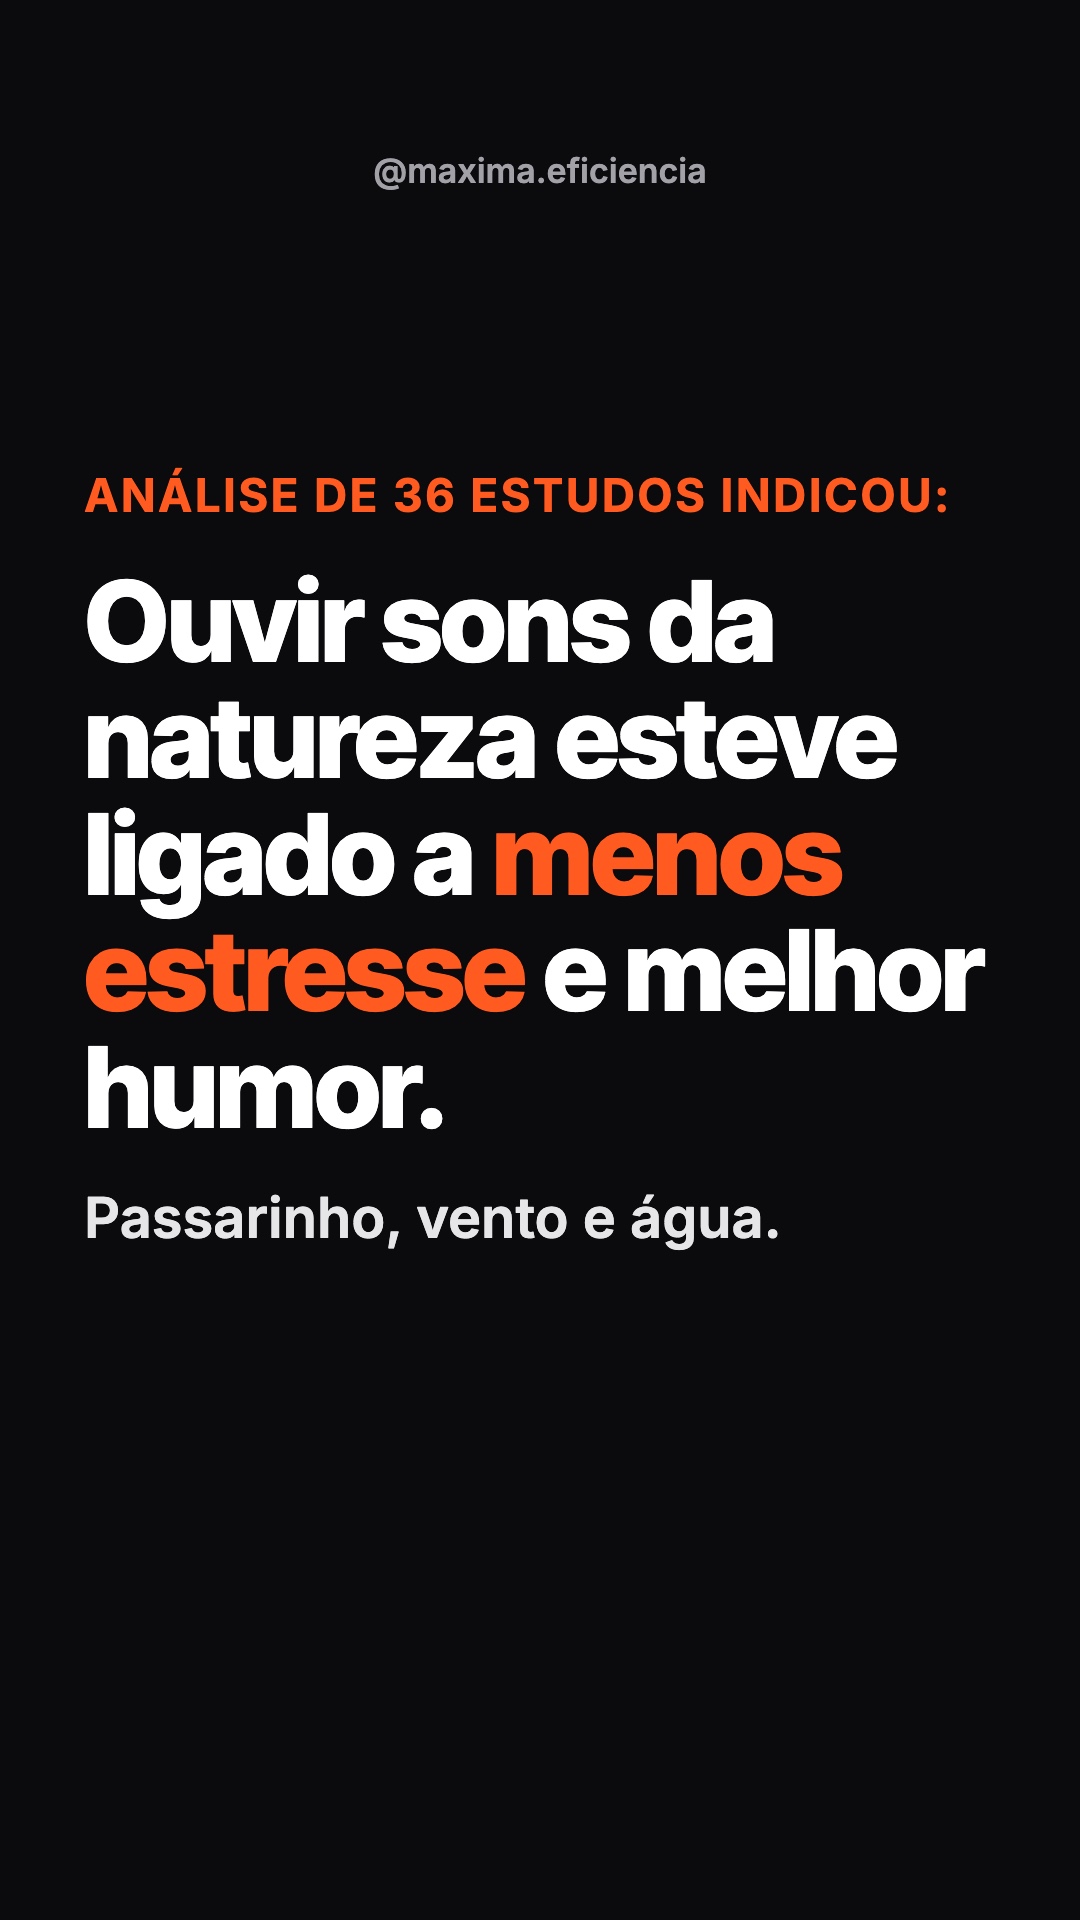 @maxima.eficiencia
ANÁLISE DE 36 ESTUDOS INDICOU:
Ouvir sons da
natureza esteve
ligado a menos
estresse e melhor
humor.
Passarinho, vento e água.